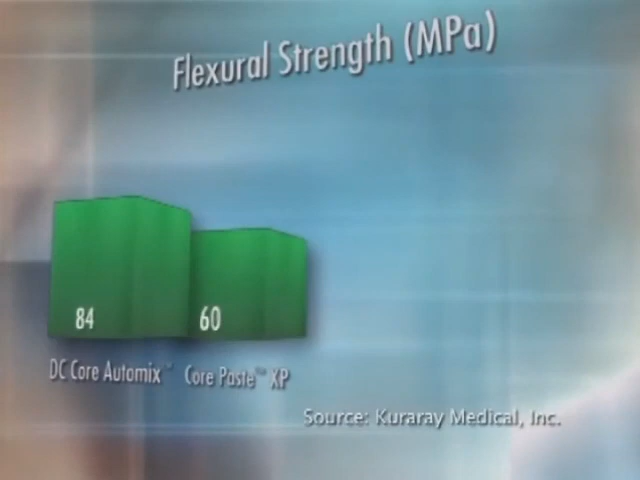 Flexural Strength (MPa)
84
60
DC Core Automix™ Core Paste™ XP
Source: Kuraray Medical, Inc.